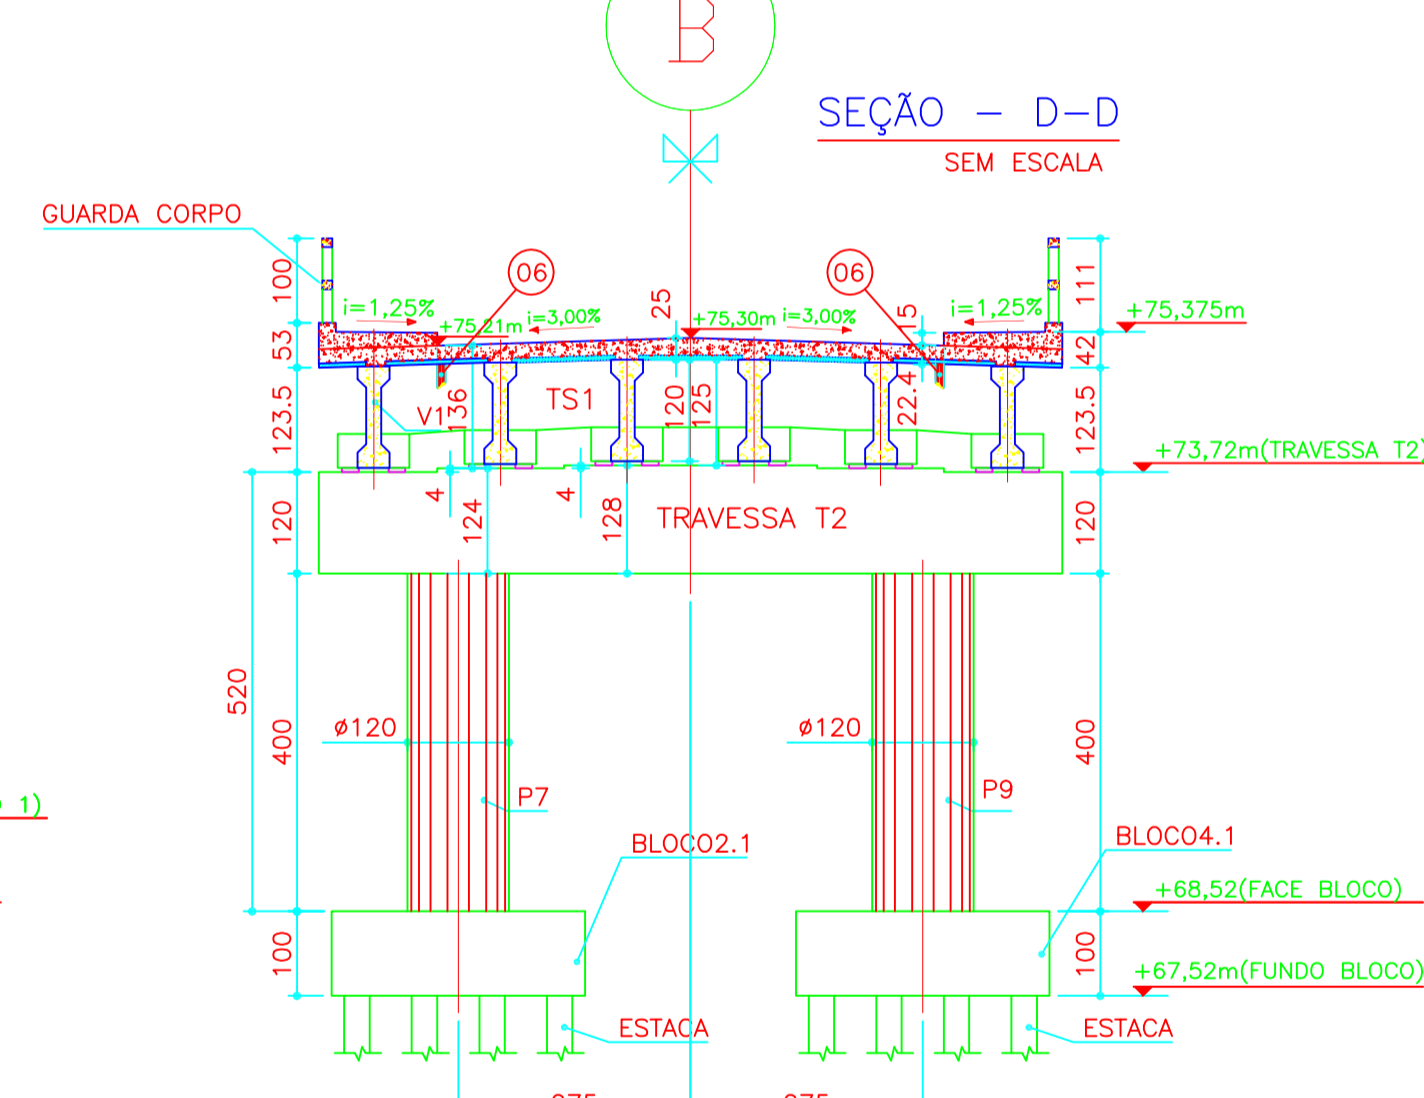 B
SEÇÃO - D-D
SEM ESCALA
GUARDA CORPO
06
06
100
i=1,25%
+75,21m
i=3,00%
25
+75,30m
i=3,00%
15
i=1,25%
111
+75,375m
53
42
123.5
V1
136
TS1
120
125
22.4
123.5
+73,72m(TRAVESSA T2)
120
4
124
4
128
TRAVESSA T2
120
520
400
ø120
ø120
400
P7
P9
1)
BLOCO2.1
BLOCO4.1
+68,52(FACE BLOCO)
100
100
+67,52m(FUNDO BLOCO)
ESTACA
ESTACA